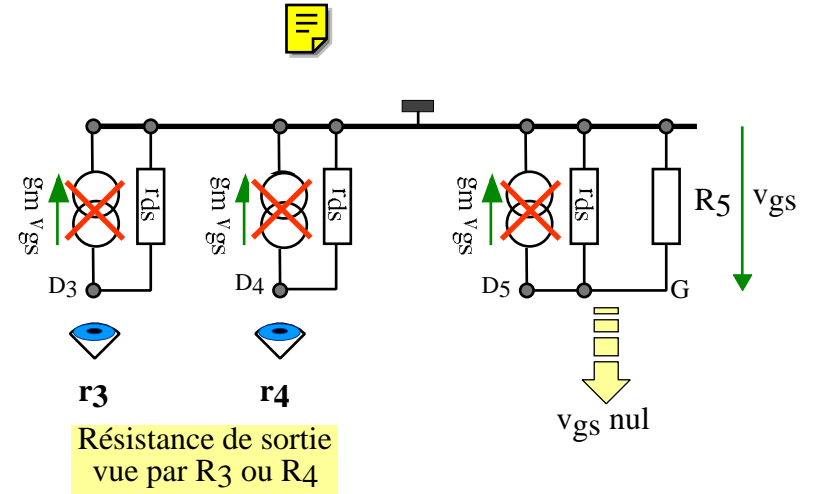 gm vgs
rds
gm vgs
rds
gm vgs
rds
R5
vgs
D3
D4
D5
G
r3
r4
vgs nul
Résistance de sortie
vue par R3 ou R4